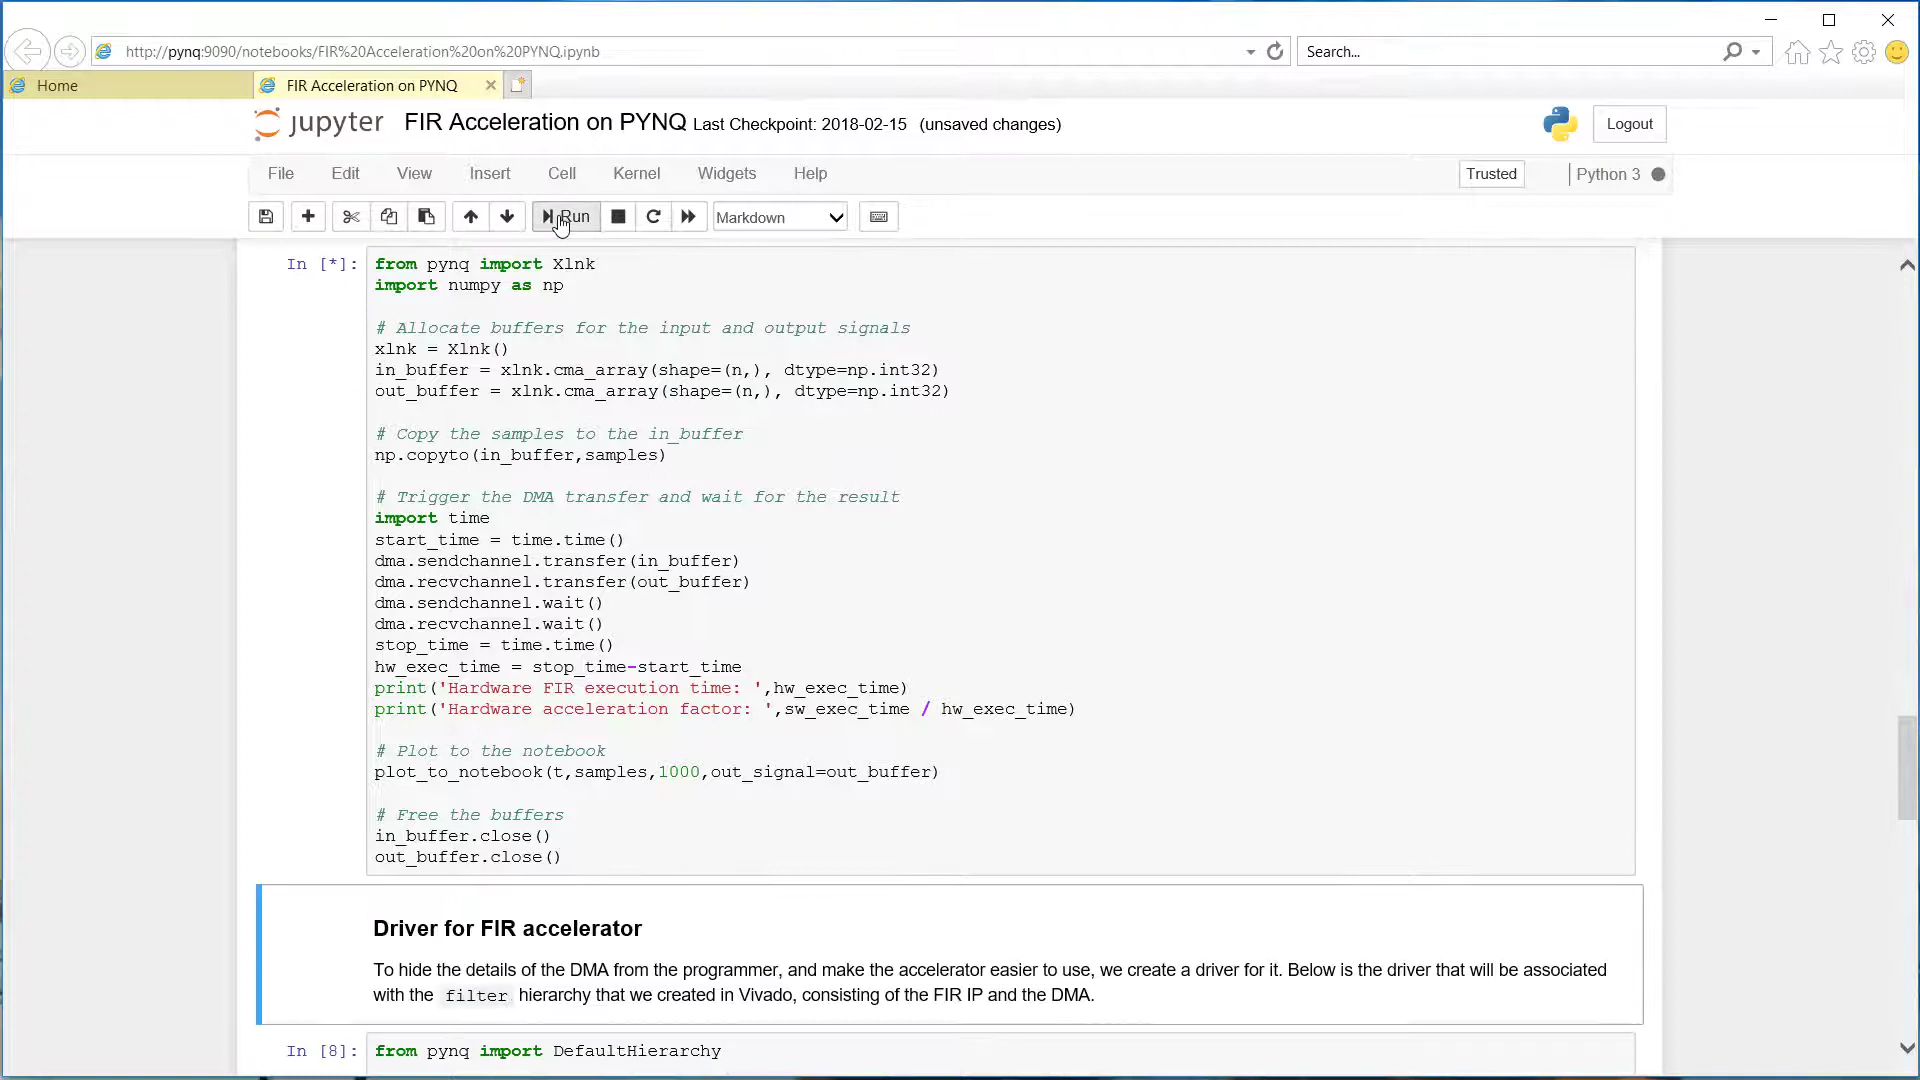 http://pynq:9090/notebooks/FIR%20Acceleration%20on%20PYNQ.ipynb
Search...
Home
FIR Acceleration on PYNQ
jupyter FIR Acceleration on PYNQ Last Checkpoint: 2018-02-15 (unsaved changes)
Logout
File Edit View Insert Cell Kernel Widgets Help
Trusted
Python 3
Run
Markdown
In [*]: from pynq import Xlnk
import numpy as np
# Allocate buffers for the input and output signals
xlnk = Xlnk()
in_buffer = xlnk.cma_array(shape=(n,), dtype=np.int32)
out_buffer = xlnk.cma_array(shape=(n,), dtype=np.int32)
# Copy the samples to the in_buffer
np.copyto(in_buffer,samples)
# Trigger the DMA transfer and wait for the result
import time
start_time = time.time()
dma.sendchannel.transfer(in_buffer)
dma.recvchannel.transfer(out_buffer)
dma.sendchannel.wait()
dma.recvchannel.wait()
stop_time = time.time()
hw_exec_time = stop_time-start_time
print('Hardware FIR execution time: ',hw_exec_time)
print('Hardware acceleration factor: ',sw_exec_time / hw_exec_time)
# Plot to the notebook
plot_to_notebook(t,samples,1000,out_signal=out_buffer)
# Free the buffers
in_buffer.close()
out_buffer.close()
Driver for FIR accelerator
To hide the details of the DMA from the programmer, and make the accelerator easier to use, we create a driver for it. Below is the driver that will be associated
with the filter hierarchy that we created in Vivado, consisting of the FIR IP and the DMA.
In [8]: from pynq import DefaultHierarchy